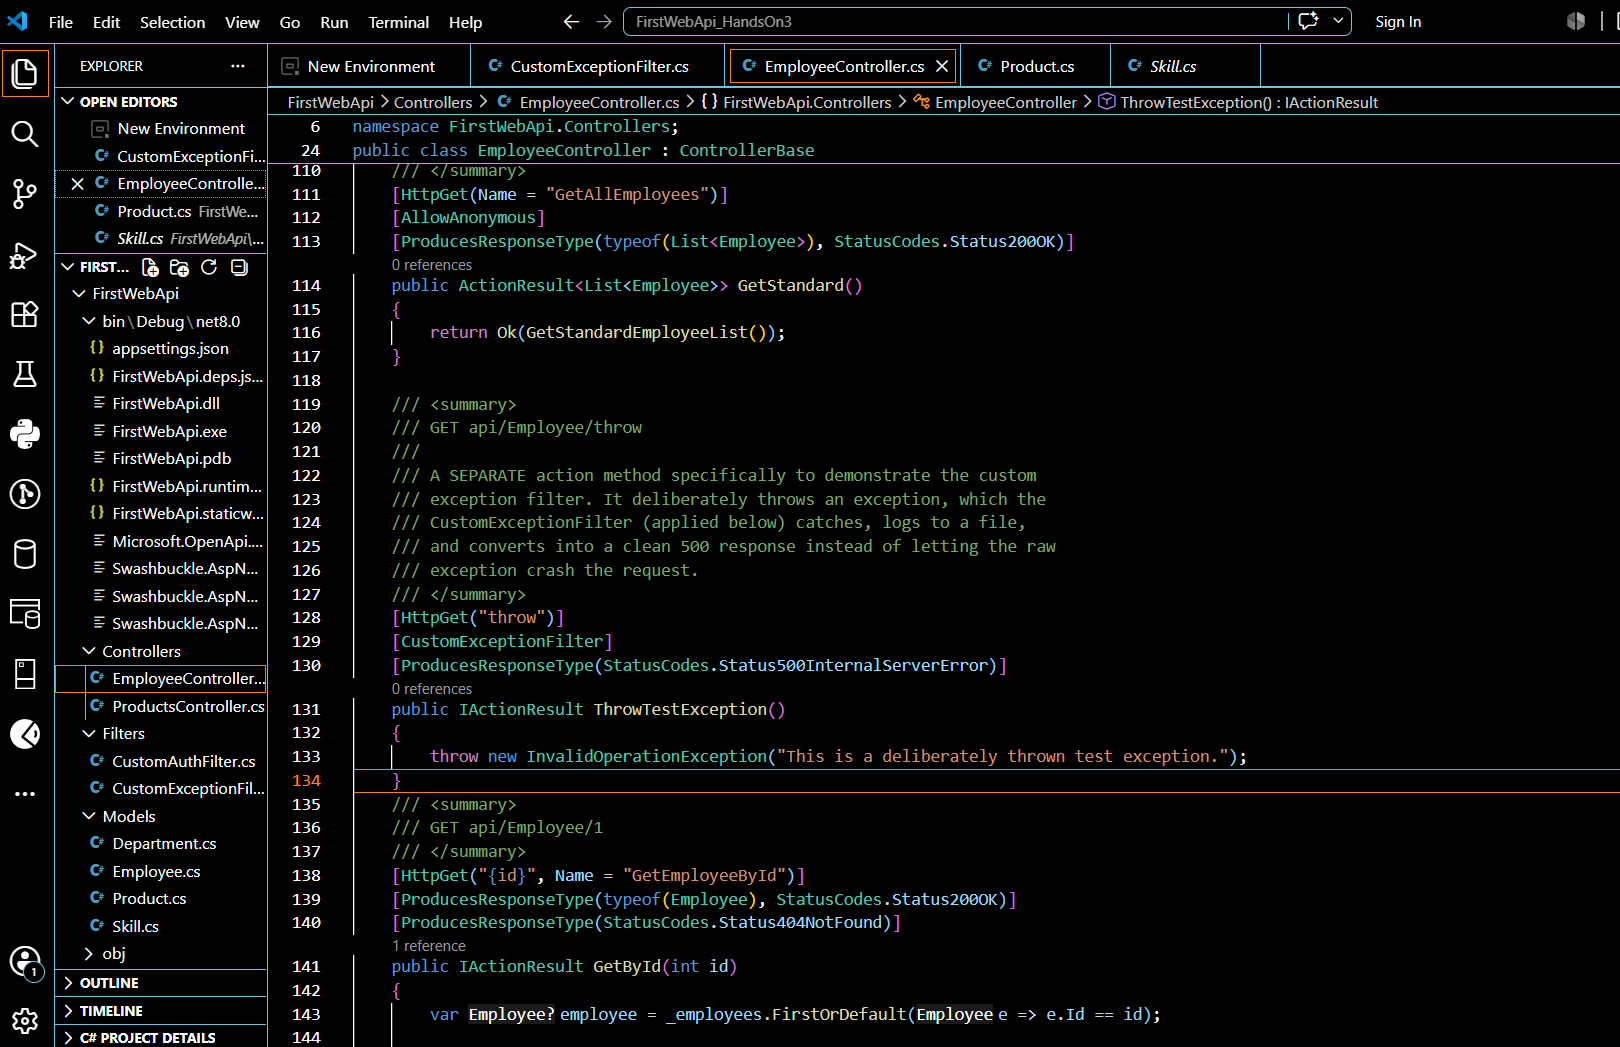 File Edit Selection View Go Run Terminal Help
FirstWebApi_HandsOn3
Sign In
EXPLORER
OPEN EDITORS
New Environment
CustomExceptionFi...
EmployeeControlle...
Product.cs FirstWe...
Skill.cs FirstWebApi\...
FIRST...
FirstWebApi
bin\Debug\net8.0
appsettings.json
FirstWebApi.deps.js...
FirstWebApi.dll
FirstWebApi.exe
FirstWebApi.pdb
FirstWebApi.runtim...
FirstWebApi.staticw...
Microsoft.OpenApi....
Swashbuckle.AspN...
Swashbuckle.AspN...
Swashbuckle.AspN...
Controllers
EmployeeController...
ProductsController.cs
Filters
CustomAuthFilter.cs
CustomExceptionFil...
Models
Department.cs
Employee.cs
Product.cs
Skill.cs
obj
OUTLINE
TIMELINE
C# PROJECT DETAILS
1
New Environment
CustomExceptionFilter.cs
EmployeeController.cs
Product.cs
Skill.cs
FirstWebApi > Controllers > EmployeeController.cs > {} FirstWebApi.Controllers > EmployeeController > ThrowTestException() : IActionResult
6 namespace FirstWebApi.Controllers;
24 public class EmployeeController : ControllerBase
110 /// </summary>
111 [HttpGet(Name = "GetAllEmployees")]
112 [AllowAnonymous]
113 [ProducesResponseType(typeof(List<Employee>), StatusCodes.Status200OK)]
0 references
114 public ActionResult<List<Employee>> GetStandard()
115 {
116 return Ok(GetStandardEmployeeList());
117 }
118
119 /// <summary>
120 /// GET api/Employee/throw
121 ///
122 /// A SEPARATE action method specifically to demonstrate the custom
123 /// exception filter. It deliberately throws an exception, which the
124 /// CustomExceptionFilter (applied below) catches, logs to a file,
125 /// and converts into a clean 500 response instead of letting the raw
126 /// exception crash the request.
127 /// </summary>
128 [HttpGet("throw")]
129 [CustomExceptionFilter]
130 [ProducesResponseType(StatusCodes.Status500InternalServerError)]
0 references
131 public IActionResult ThrowTestException()
132 {
133 throw new InvalidOperationException("This is a deliberately thrown test exception.");
134 }
135 /// <summary>
136 /// GET api/Employee/1
137 /// </summary>
138 [HttpGet("{id}", Name = "GetEmployeeById")]
139 [ProducesResponseType(typeof(Employee), StatusCodes.Status200OK)]
140 [ProducesResponseType(StatusCodes.Status404NotFound)]
1 reference
141 public IActionResult GetById(int id)
142 {
143 var Employee? employee = _employees.FirstOrDefault(Employee e => e.Id == id);
144